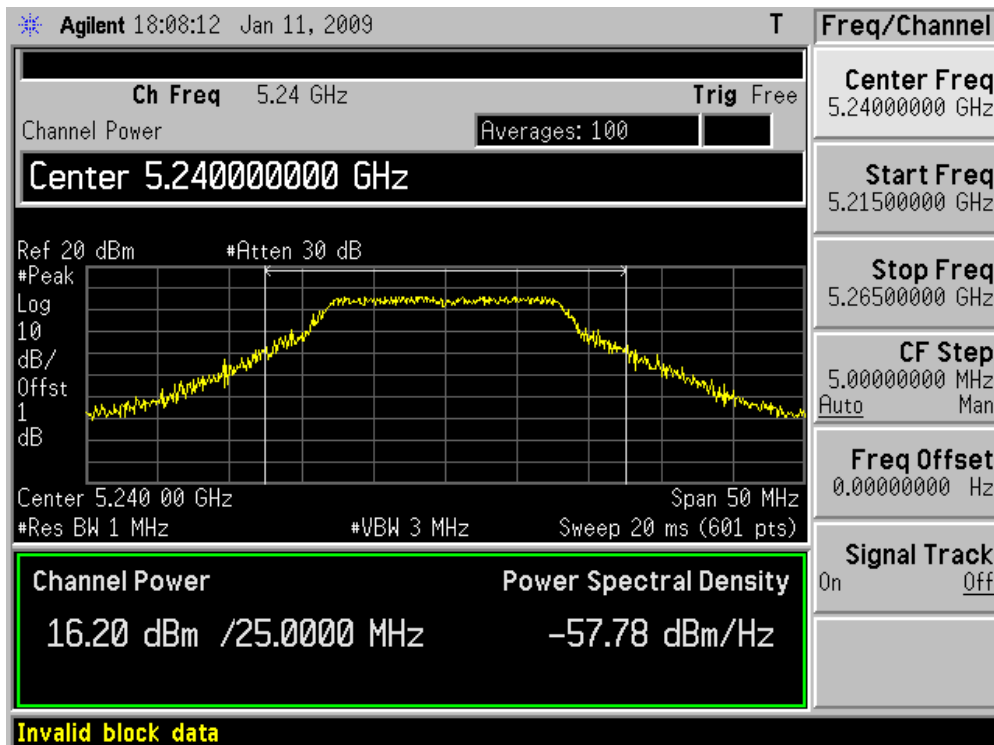 Agilent 18:08:12 Jan 11, 2009 T
Freq/Channel
Ch Freq 5.24 GHz Trig Free
Channel Power Averages: 100
Center 5.240000000 GHz
Ref 20 dBm #Atten 30 dB
#Peak
Log
10
dB/
Offst
1
dB
Center 5.240 00 GHz Span 50 MHz
#Res BW 1 MHz #VBW 3 MHz Sweep 20 ms (601 pts)
Channel Power Power Spectral Density
16.20 dBm /25.0000 MHz -57.78 dBm/Hz
Invalid block data
Center Freq
5.24000000 GHz
Start Freq
5.21500000 GHz
Stop Freq
5.26500000 GHz
CF Step
5.00000000 MHz
Auto Man
Freq Offset
0.00000000 Hz
Signal Track
On Off